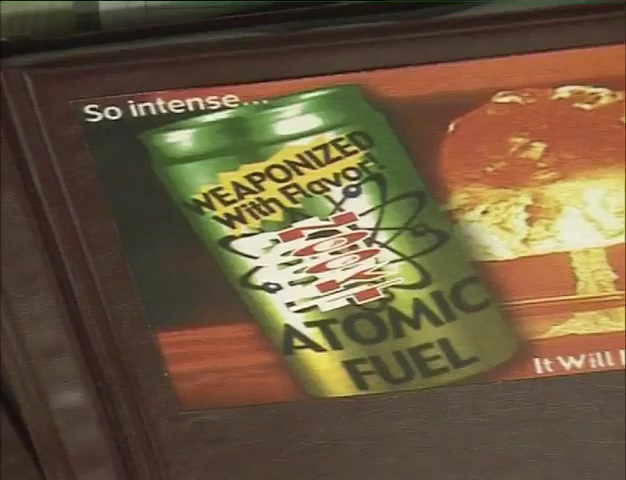 So intense...
WEAPONIZED
With Flavor!
ATOMIC
FUEL
It Will